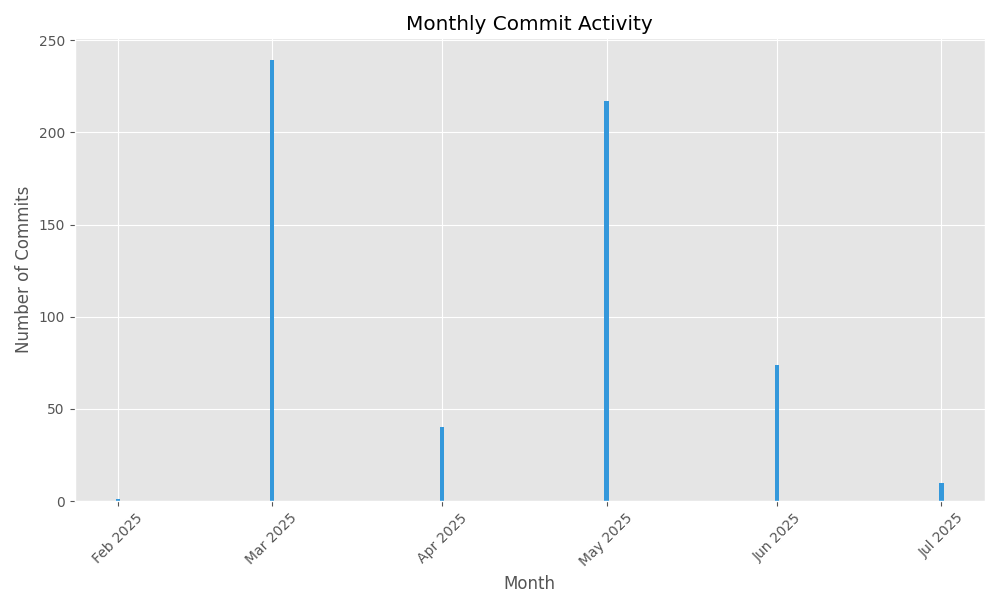 Monthly Commit Activity
Number of Commits
250
200
150
100
50
0
Feb 2025
Mar 2025
Apr 2025
May 2025
Jun 2025
Jul 2025
Month